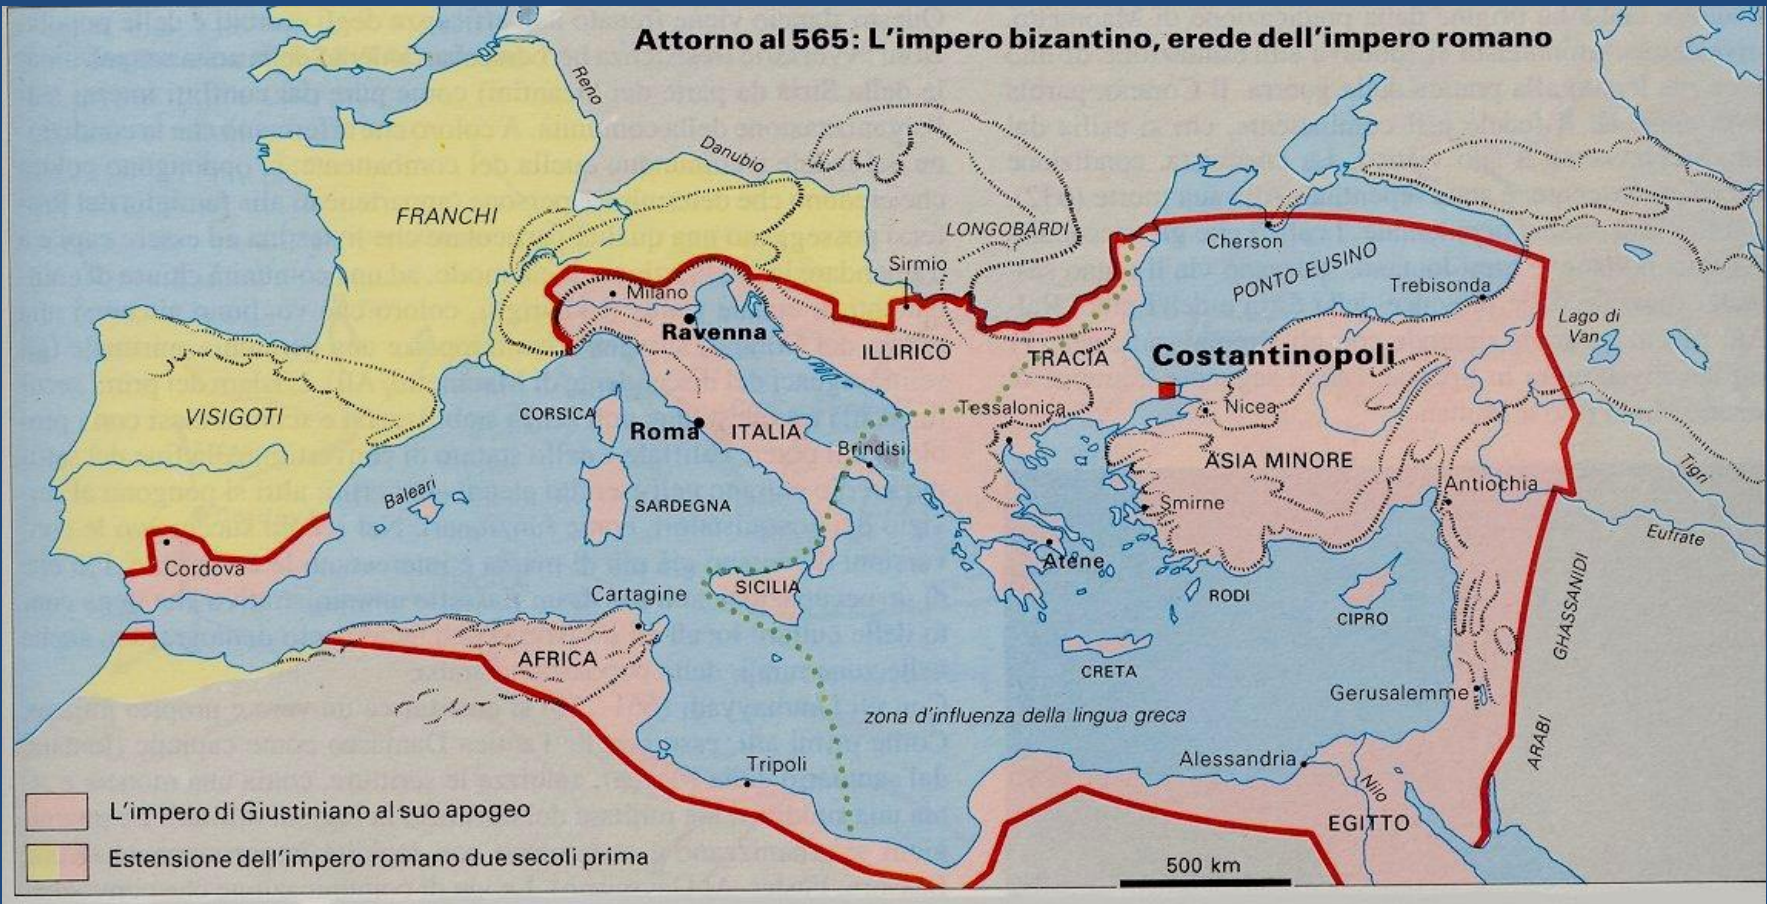 Attorno al 565: L'impero bizantino, erede dell'impero romano
Reno
Danubio
FRANCHI
LONGOBARDI
Cherson
PONTO EUSINO
Sirmio
Milano
Trebisonda
Ravenna
Lago di
Van
ILLIRICO
TRACIA
Costantinopoli
VISIGOTI
CORSICA
Tessalonica
Nicea
Roma
ITALIA
Brindisi
ASIA MINORE
Tigri
Baleari
SARDEGNA
Antiochia
Smirne
Eufrate
Cordova
Atene
SICILIA
Cartagine
RODI
CIPRO
GHASSANIDI
AFRICA
CRETA
Gerusalemme
zona d'influenza della lingua greca
ARABI
Tripoli
Alessandria
Nilo
EGITTO
L'impero di Giustiniano al suo apogeo
Estensione dell'impero romano due secoli prima
500 km